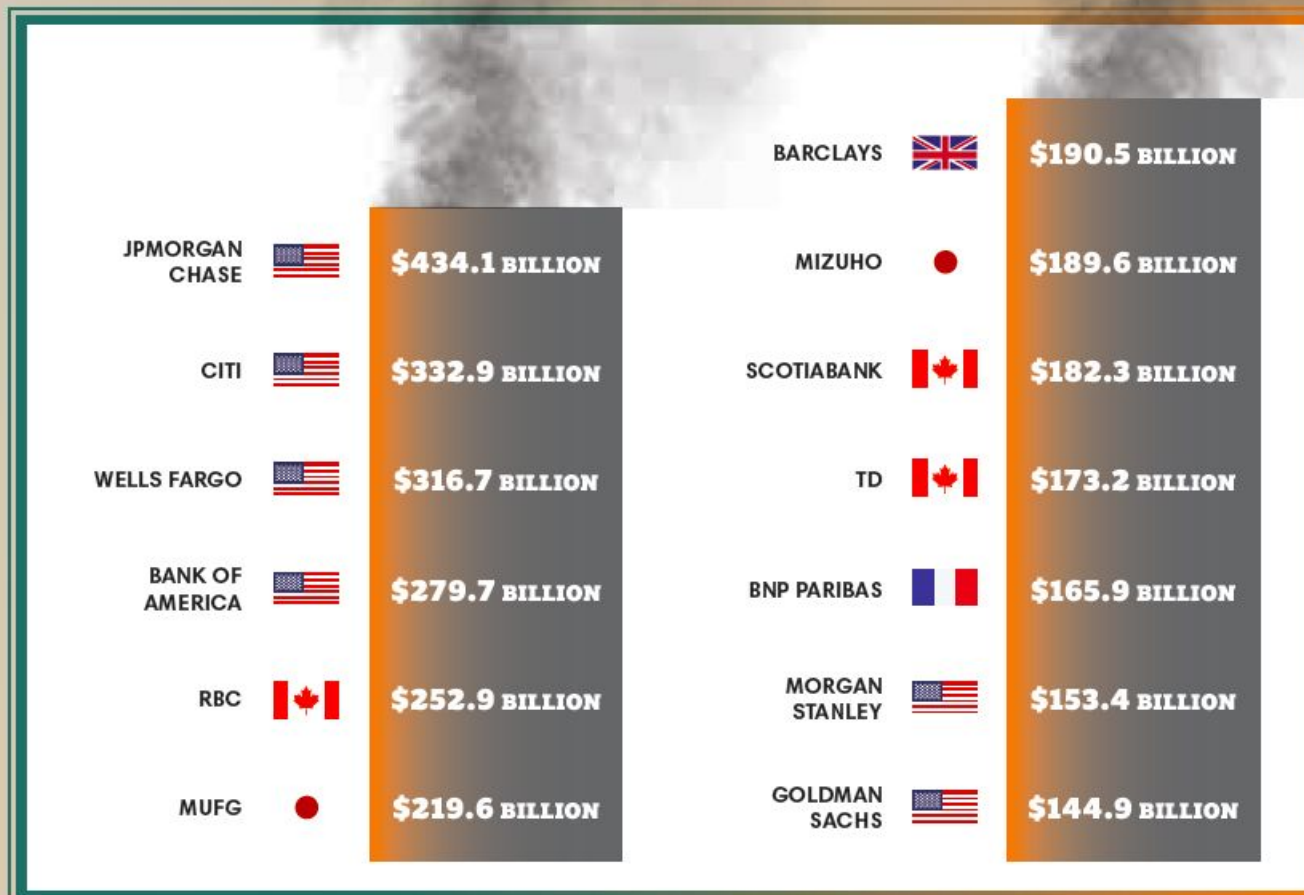 JPMORGAN
CHASE
$434.1 BILLION
CITI
$332.9 BILLION
WELLS FARGO
$316.7 BILLION
BANK OF
AMERICA
$279.7 BILLION
RBC
$252.9 BILLION
MUFG
$219.6 BILLION
BARCLAYS
$190.5 BILLION
MIZUHO
$189.6 BILLION
SCOTIABANK
$182.3 BILLION
TD
$173.2 BILLION
BNP PARIBAS
$165.9 BILLION
MORGAN
STANLEY
$153.4 BILLION
GOLDMAN
SACHS
$144.9 BILLION